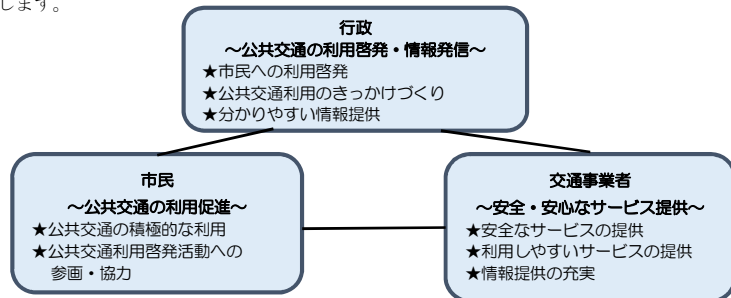 します。
行政
～公共交通の利用啓発・情報発信～
★市民への利用啓発
★公共交通利用のきっかけづくり
★分かりやすい情報提供
市民
～公共交通の利用促進～
★公共交通の積極的な利用
★公共交通利用啓発活動への
参画・協力
交通事業者
～安全・安心なサービス提供～
★安全なサービスの提供
★利用しやすいサービスの提供
★情報提供の充実